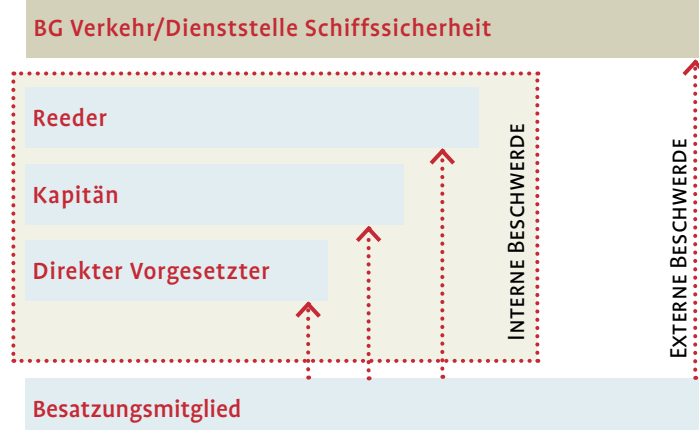 BG Verkehr/Dienststelle Schiffssicherheit
Reeder
Kapitän
Direkter Vorgesetzter
INTERNE BESCHWERDE
EXTERNE BESCHWERDE
Besatzungsmitglied